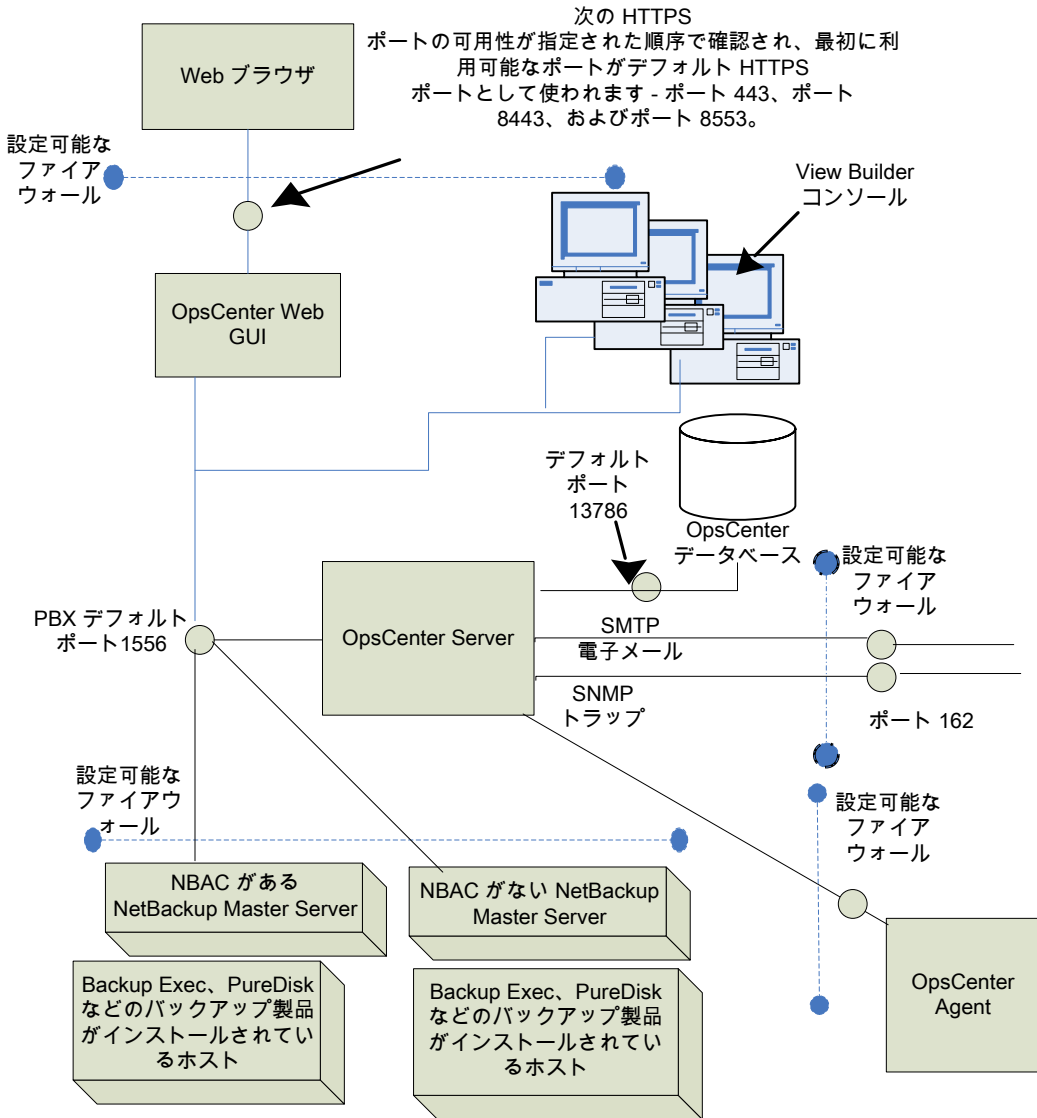 次の HTTPS
ポートの可用性が指定された順序で確認され、最初に利
用可能なポートがデフォルト HTTPS
ポートとして使われます - ポート 443、ポート
8443、およびポート 8553。
Web ブラウザ
設定可能な
ファイア
ウォール
View Builder
コンソール
OpsCenter Web
GUI
デフォルト
ポート
13786
OpsCenter
データベース
設定可能な
ファイア
ウォール
PBX デフォルト
ポート1556
OpsCenter Server
SMTP
電子メール
SNMP
トラップ
ポート 162
設定可能な
ファイアウ
ォール
設定可能な
ファイア
ウォール
NBAC がある
NetBackup Master Server
NBAC がない NetBackup
Master Server
Backup Exec、PureDisk
などのバックアップ製品
がインストールされてい
るホスト
Backup Exec、PureDisk
などのバックアップ製品
がインストールされてい
るホスト
OpsCenter
Agent